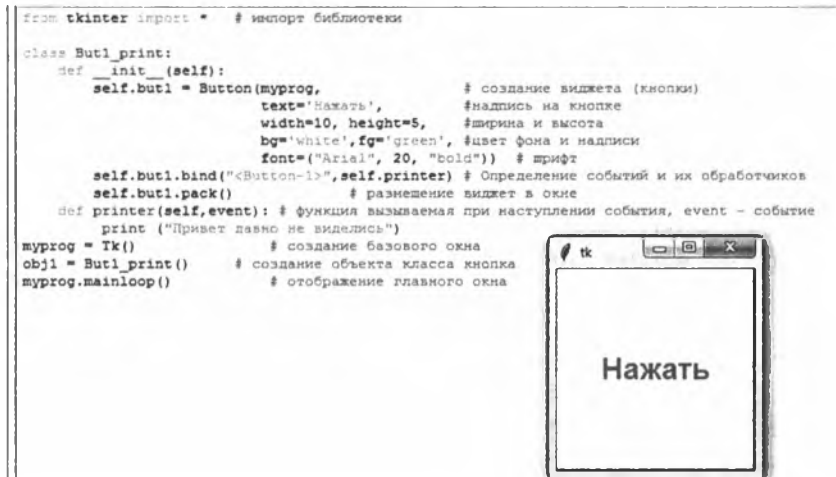 from tkinter import * # импорт библиотеки
class But1_print:
def __init__(self):
self.but1 = Button(myprog, # создание виджета (кнопки)
text='Нажать', #надпись на кнопке
width=10, height=5, #ширина и высота
bg='white',fg='green', #цвет фона и надписи
font=("Arial", 20, "bold")) # шрифт
self.but1.bind("<Button-1>",self.printer) # Определение событий и их обработчиков
self.but1.pack() # размещение виджет в окне
def printer(self,event): # функция вызываемая при наступлении события, event - событие
print ("Привет давно не виделись")
myprog = Tk() # создание базового окна
obj1 = But1_print() # создание объекта класса кнопка
myprog.mainloop() # отображение главного окна
tk
Нажать